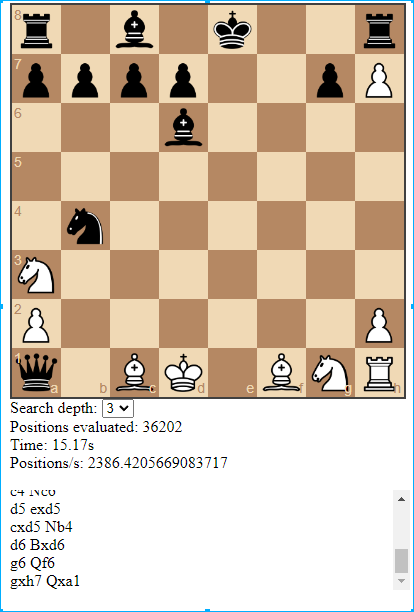 8
7
6
5
4
3
2
1 a b c d e f g h
Search depth: 3
Positions evaluated: 36202
Time: 15.17s
Positions/s: 2386.4205669083717
c4 Nc6
d5 exd5
cxd5 Nb4
d6 Bxd6
g6 Qf6
gxh7 Qxa1